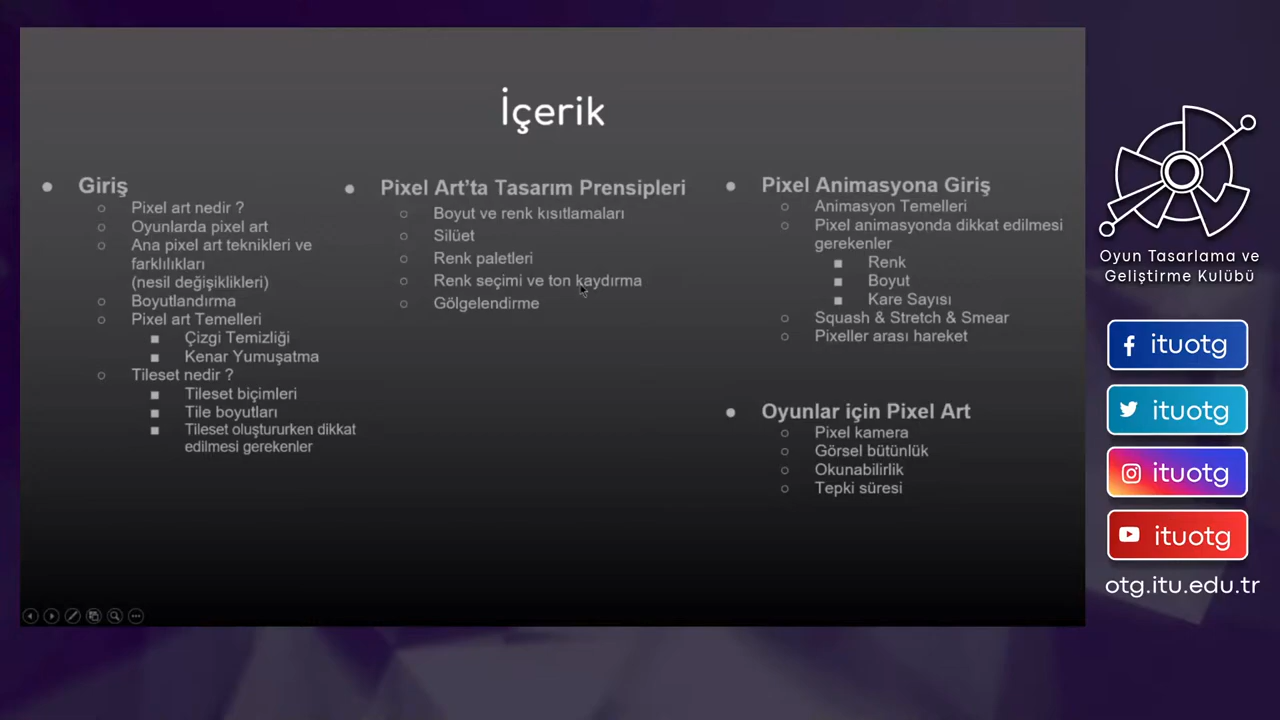 İçerik
Giriş
Pixel art nedir ?
Oyunlarda pixel art
Ana pixel art teknikleri ve
farklılıkları
(nesil değişiklikleri)
Boyutlandırma
Pixel art Temelleri
Çizgi Temizliği
Kenar Yumuşatma
Tileset nedir ?
Tileset biçimleri
Tile boyutları
Tileset oluştururken dikkat
edilmesi gerekenler
Pixel Art'ta Tasarım Prensipleri
Boyut ve renk kısıtlamaları
Silüet
Renk paletleri
Renk seçimi ve ton kaydırma
Gölgelendirme
Pixel Animasyona Giriş
Animasyon Temelleri
Pixel animasyonda dikkat edilmesi
gerekenler
Renk
Boyut
Kare Sayısı
Squash & Stretch & Smear
Pixeller arası hareket
Oyunlar için Pixel Art
Pixel kamera
Görsel bütünlük
Okunabilirlik
Tepki süresi
Oyun Tasarlama ve
Geliştirme Kulübü
ituotg
ituotg
ituotg
ituotg
otg.itu.edu.tr